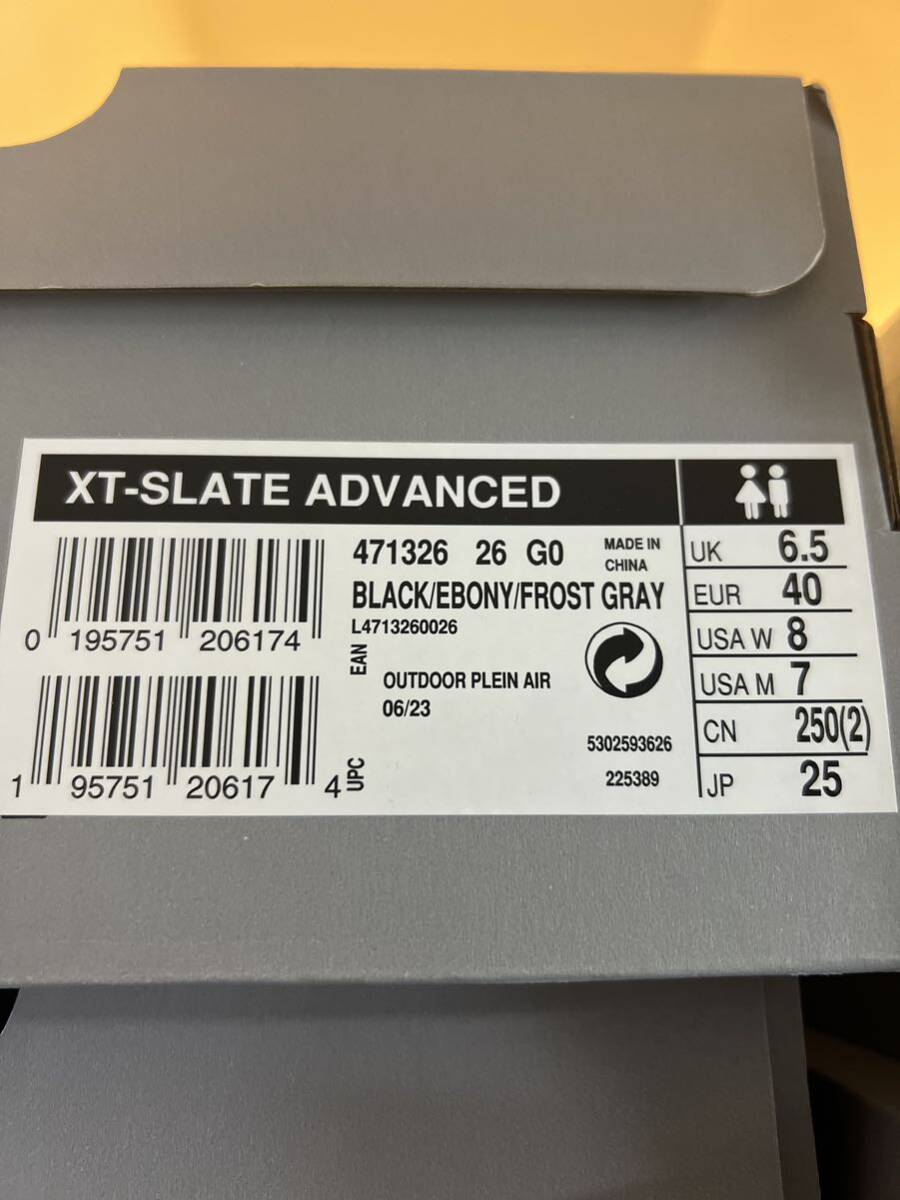 XT-SLATE ADVANCED
471326 26 G0
MADE IN
CHINA
BLACK/EBONY/FROST GRAY
L4713260026
0 195751 206174
EAN
OUTDOOR PLEIN AIR
06/23
5302593626
225389
1 95751 20617 4
UPC
UK 6.5
EUR 40
USA W 8
USA M 7
CN 250(2)
JP 25